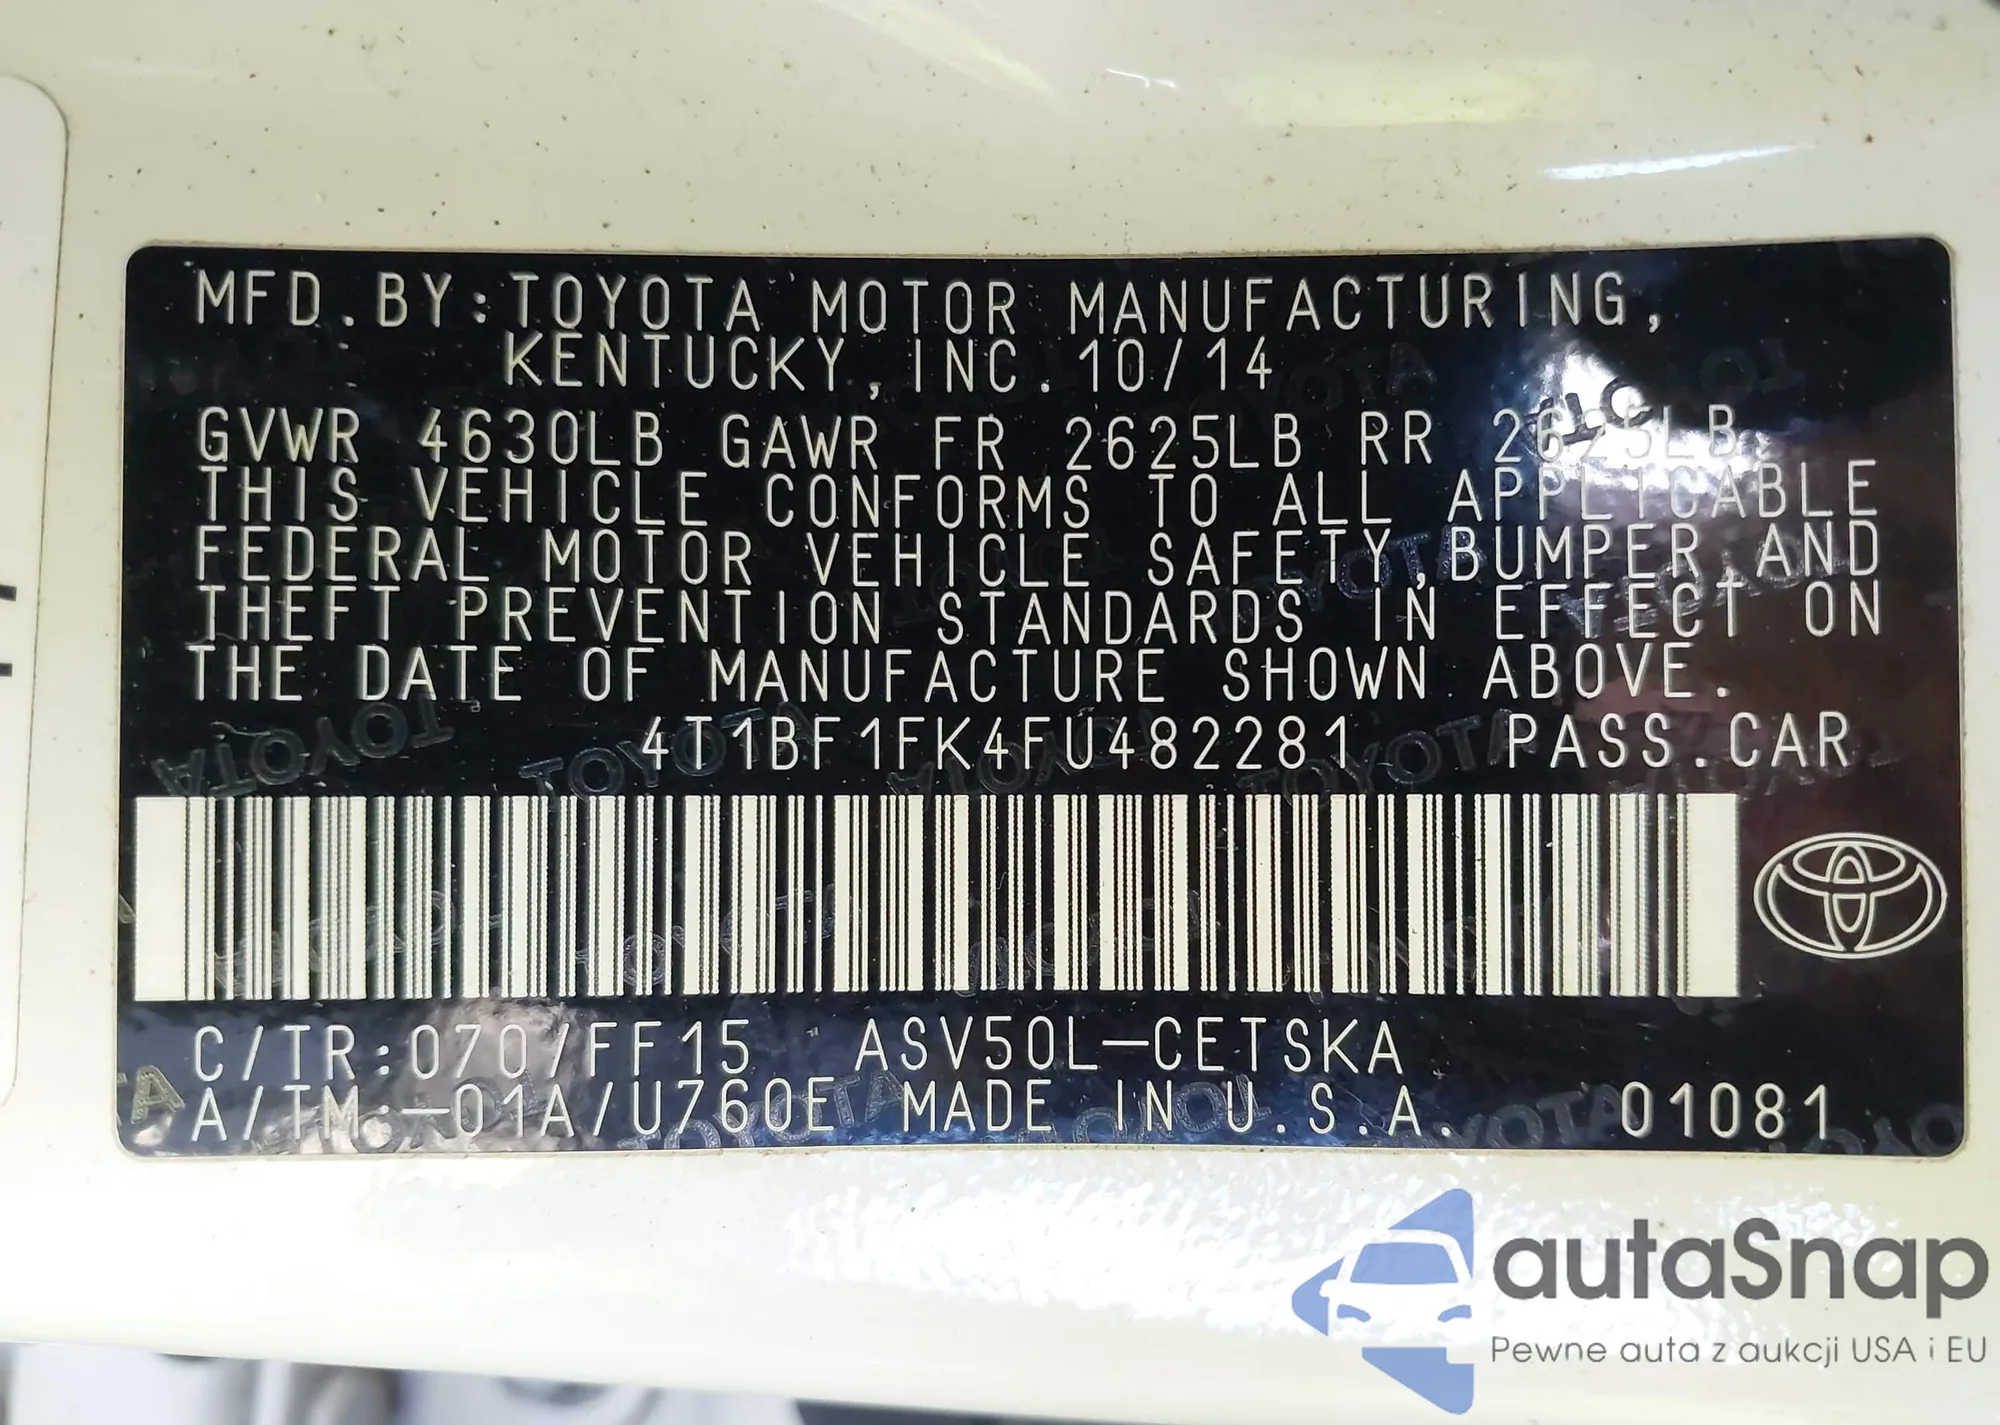 MFD.BY:TOYOTA MOTOR MANUFACTURING,
KENTUCKY,INC.10/14
GVWR 4630LB GAWR FR 2625LB RR 2625LB
THIS VEHICLE CONFORMS TO ALL APPLICABLE
FEDERAL MOTOR VEHICLE SAFETY,BUMPER,AND
THEFT PREVENTION STANDARDS IN EFFECT ON
THE DATE OF MANUFACTURE SHOWN ABOVE.
4T1BF1FK4FU482281 PASS.CAR
C/TR:070/FF15 ASV50L-CETSKA
A/TM:-01A/U760E MADE IN U.S.A. 01081
autaSnap
Pewne auta z aukcji USA i EU